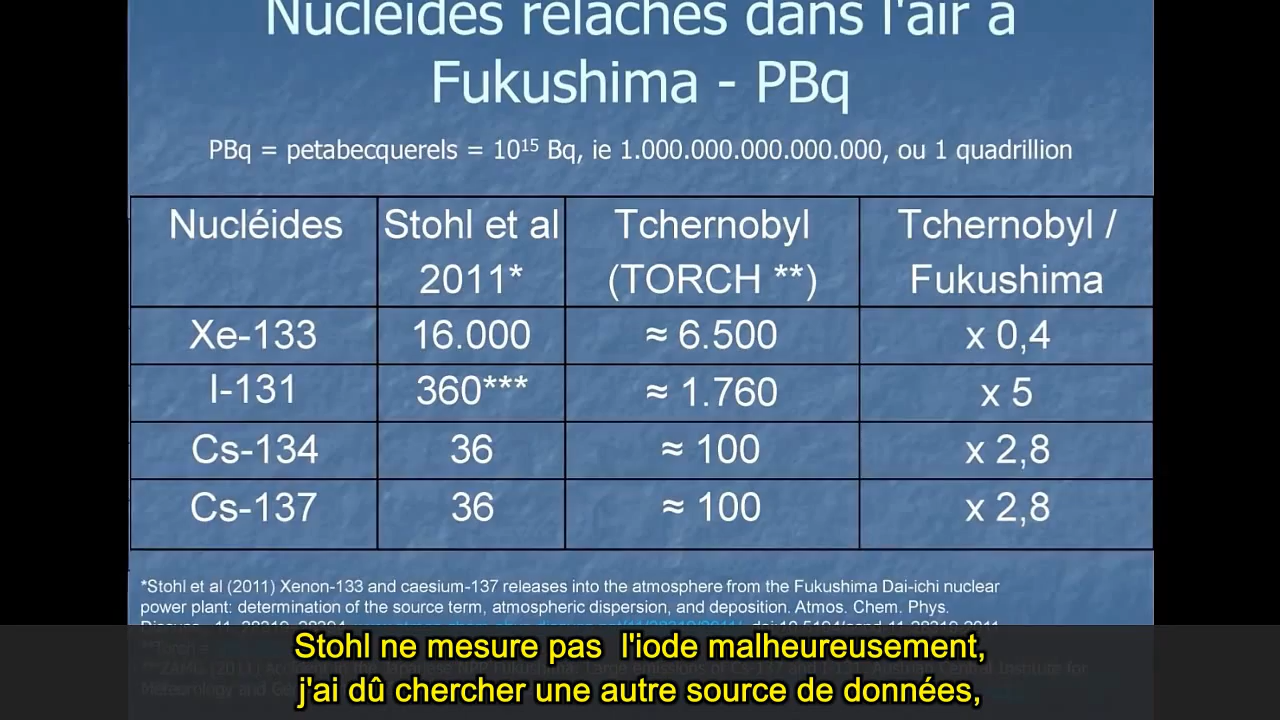 Nucléides relâchés dans l'air à
Fukushima - PBq
PBq = petabecquerels = 10¹⁵ Bq, ie 1.000.000.000.000.000, ou 1 quadrillion
Nucléides Stohl et al 2011* Tchernobyl (TORCH **) Tchernobyl / Fukushima
Xe-133 16.000 ≈ 6.500 x 0,4
I-131 360*** ≈ 1.760 x 5
Cs-134 36 ≈ 100 x 2,8
Cs-137 36 ≈ 100 x 2,8
*Stohl et al (2011) Xenon-133 and caesium-137 releases into the atmosphere from the Fukushima Dai-ichi nuclear
power plant: determination of the source term, atmospheric dispersion, and deposition. Atmos. Chem. Phys.
Stohl ne mesure pas l'iode malheureusement,
j'ai dû chercher une autre source de données,